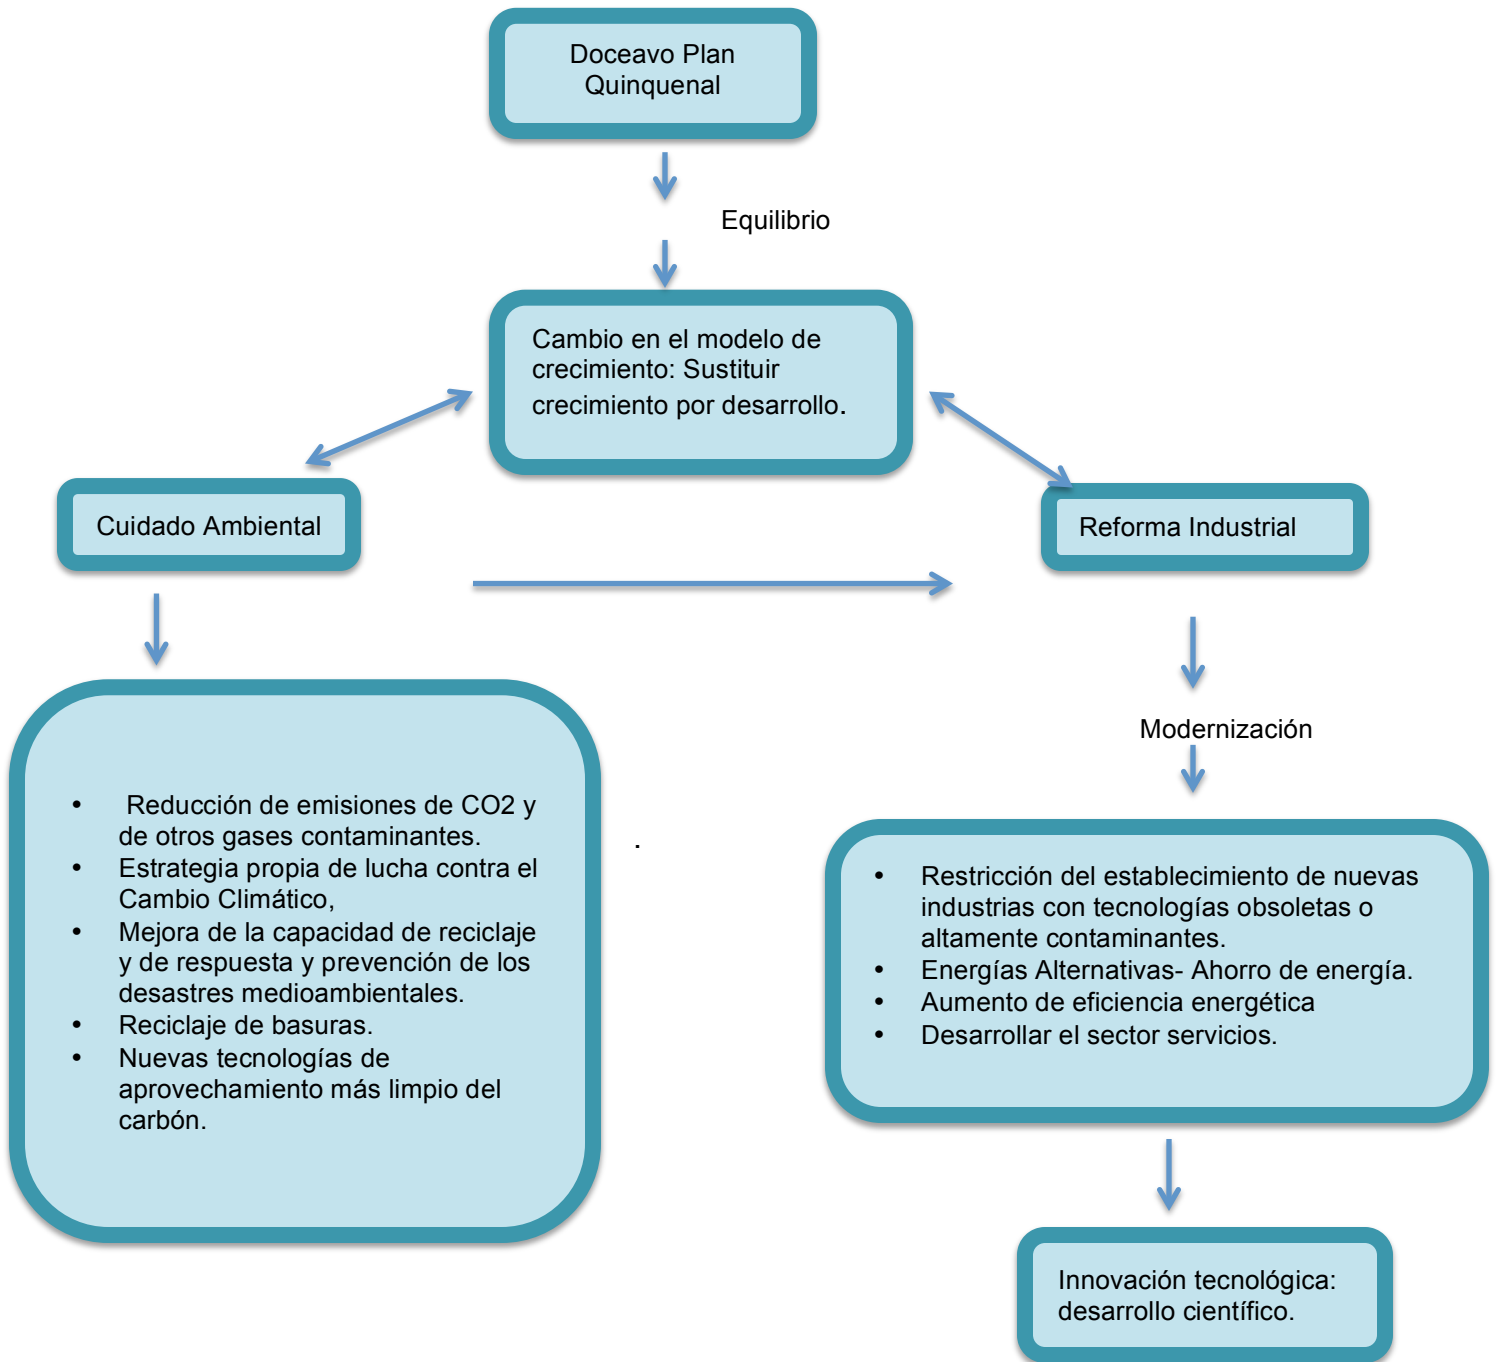 Doceavo Plan
Quinquenal
Equilibrio
Cambio en el modelo de
crecimiento: Sustituir
crecimiento por desarrollo.
Cuidado Ambiental
Reforma Industrial
Modernización
• Reducción de emisiones de CO2 y
de otros gases contaminantes.
• Estrategia propia de lucha contra el
Cambio Climático,
• Mejora de la capacidad de reciclaje
y de respuesta y prevención de los
desastres medioambientales.
• Reciclaje de basuras.
• Nuevas tecnologías de
aprovechamiento más limpio del
carbón.
.
• Restricción del establecimiento de nuevas
industrias con tecnologías obsoletas o
altamente contaminantes.
• Energías Alternativas- Ahorro de energía.
• Aumento de eficiencia energética
• Desarrollar el sector servicios.
Innovación tecnológica:
desarrollo científico.